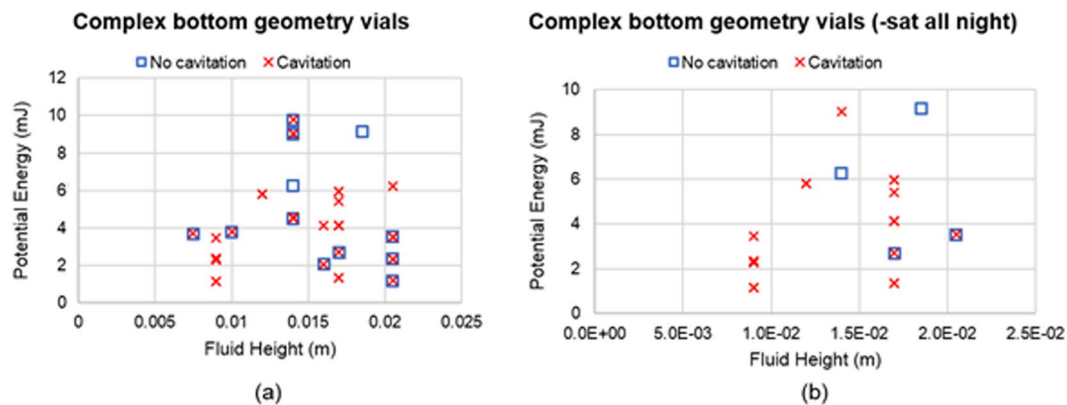 Complex bottom geometry vials
No cavitation Cavitation
12
10
8
6
4
2
0
Potential Energy (mJ)
0 0.005 0.01 0.015 0.02 0.025
Fluid Height (m)
(a)
Complex bottom geometry vials (-sat all night)
No cavitation Cavitation
10
8
6
4
2
0
Potential Energy (mJ)
0.0E+00 5.0E-03 1.0E-02 1.5E-02 2.0E-02 2.5E-02
Fluid Height (m)
(b)